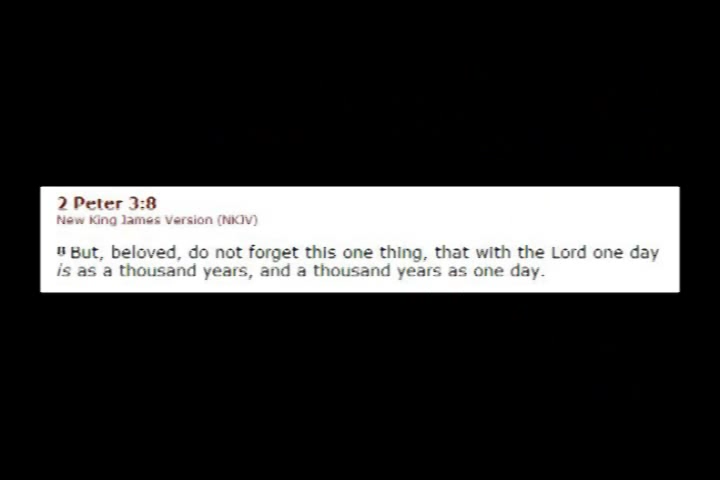 2 Peter 3:8
New King James Version (NKJV)
8 But, beloved, do not forget this one thing, that with the Lord one day
is as a thousand years, and a thousand years as one day.